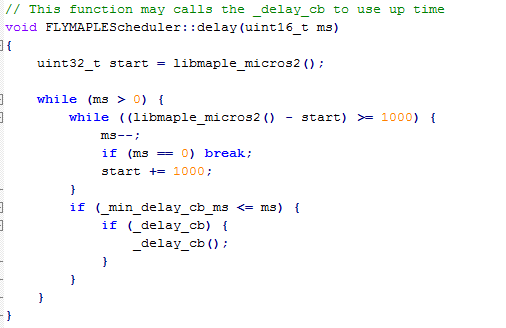 // This function may calls the _delay_cb to use up time
void FLYMAPLEScheduler::delay(uint16_t ms)
{
    uint32_t start = libmaple_micros2();

    while (ms > 0) {
        while ((libmaple_micros2() - start) >= 1000) {
            ms--;
            if (ms == 0) break;
            start += 1000;
        }
        if (_min_delay_cb_ms <= ms) {
            if (_delay_cb) {
                _delay_cb();
            }
        }
    }
}